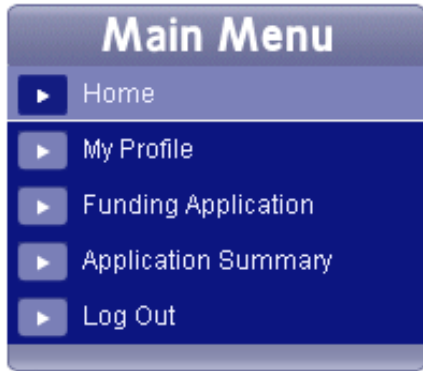 Main Menu
Home
My Profile
Funding Application
Application Summary
Log Out